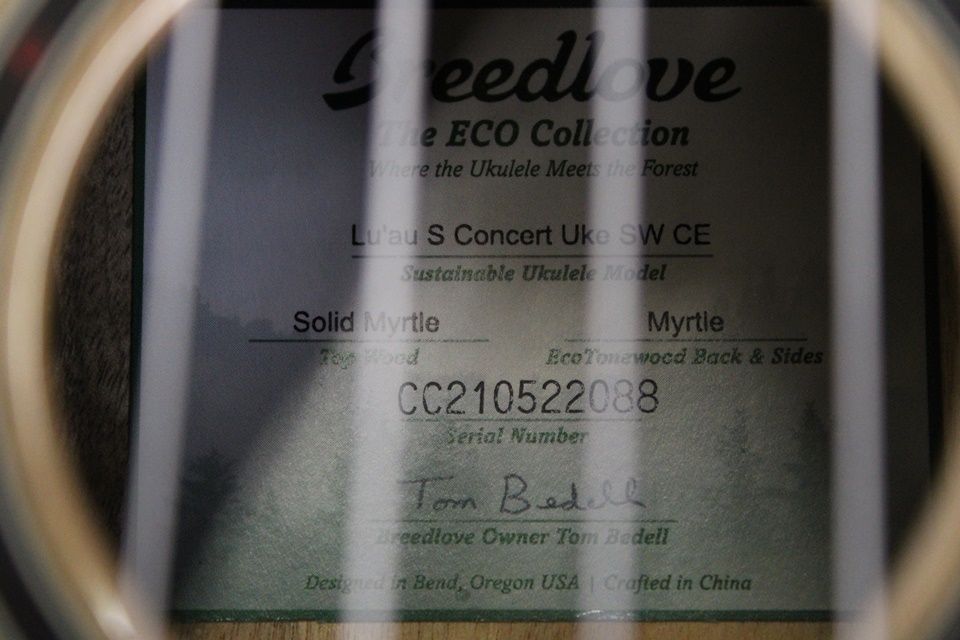 Breedlove
The ECO Collection
Where the Ukulele Meets the Forest
Lu'au S Concert Uke SW CE
Sustainable Ukulele Model
Solid Myrtle Myrtle
Top Wood EcoTonewood Back & Sides
CC210522088
Serial Number
Tom Bedell
Breedlove Owner Tom Bedell
Designed in Bend, Oregon USA | Crafted in China